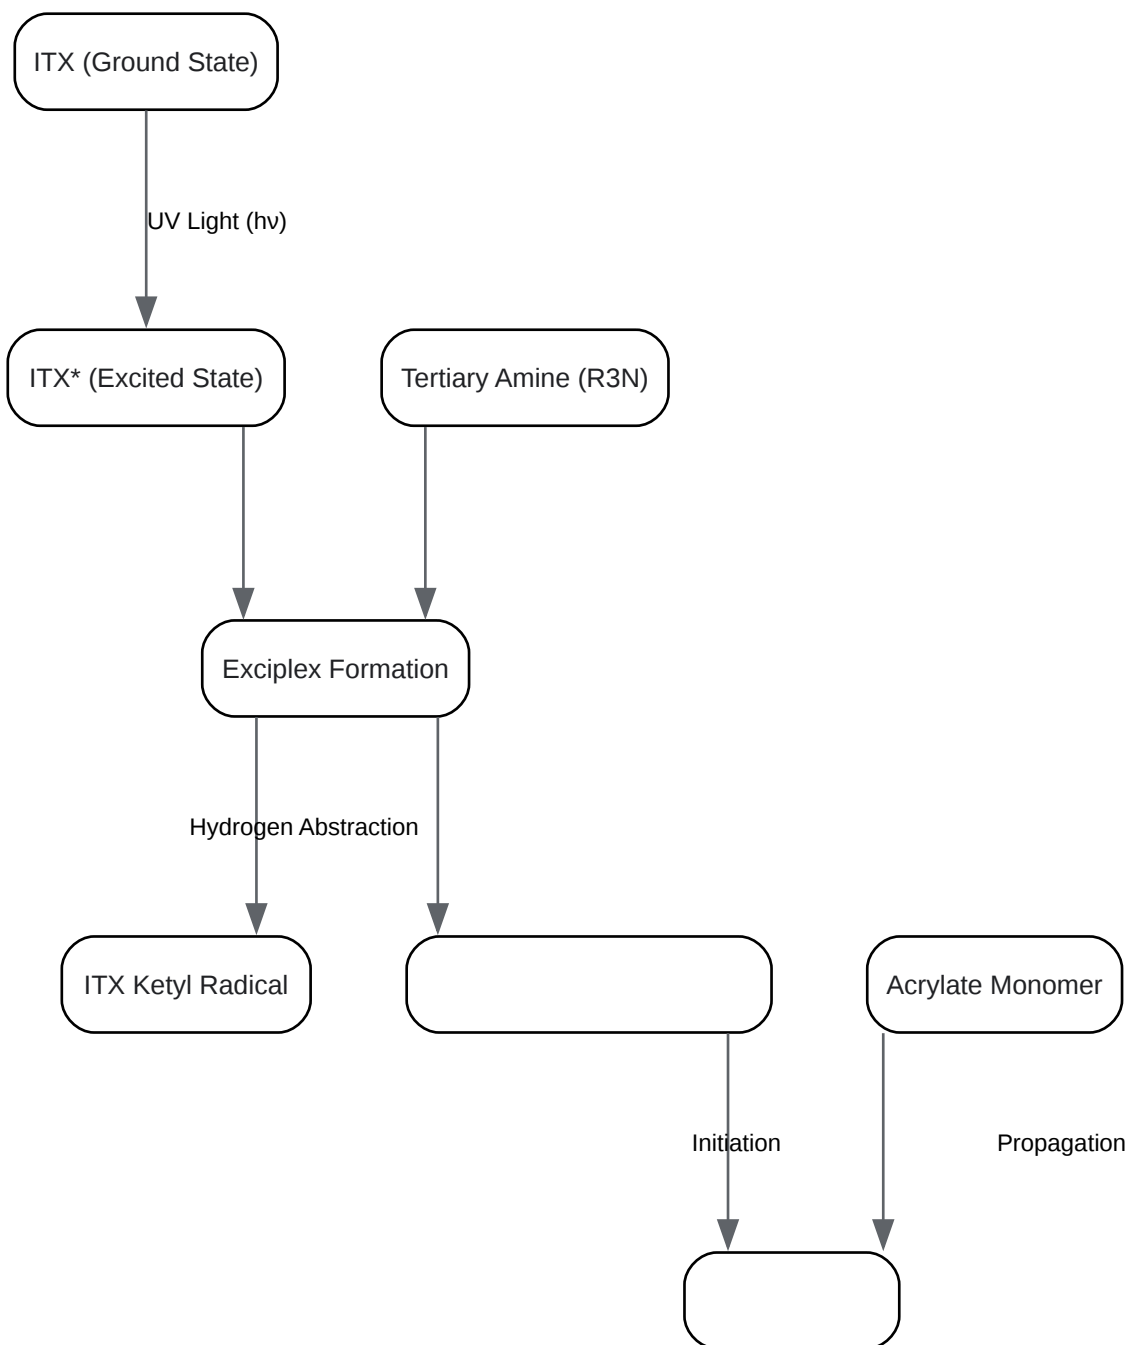 ITX (Ground State)
UV Light (hν)
ITX* (Excited State)
Tertiary Amine (R3N)
Exciplex Formation
Hydrogen Abstraction
ITX Ketyl Radical
Acrylate Monomer
Initiation
Propagation